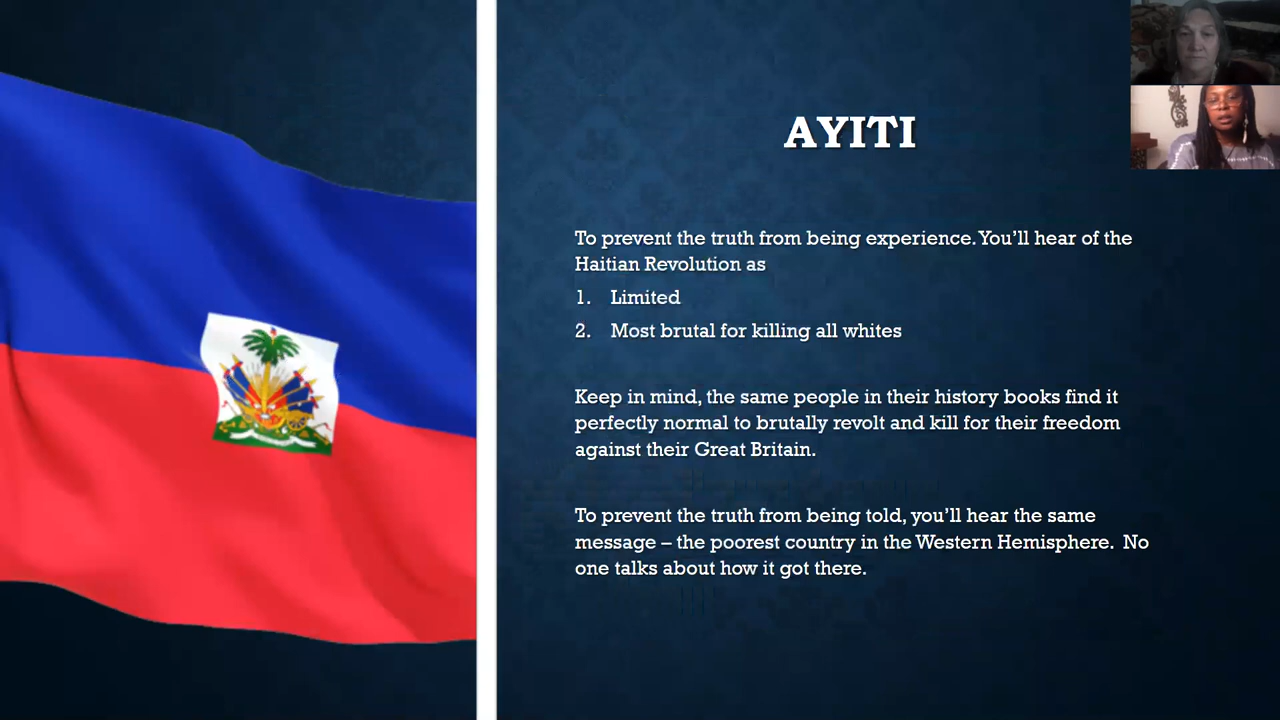 AYITI
To prevent the truth from being experience. You’ll hear of the
Haitian Revolution as
1. Limited
2. Most brutal for killing all whites
Keep in mind, the same people in their history books find it
perfectly normal to brutally revolt and kill for their freedom
against their Great Britain.
To prevent the truth from being told, you’ll hear the same
message – the poorest country in the Western Hemisphere. No
one talks about how it got there.